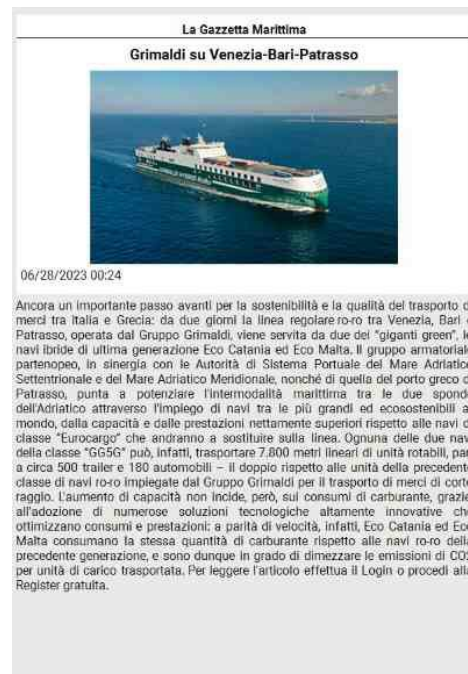 La Gazzetta Marittima
Grimaldi su Venezia-Bari-Patrasso
06/28/2023 00:24
Ancora un importante passo avanti per la sostenibilità e la qualità del trasporto d
merci tra Italia e Grecia: da due giorni la linea regolare ro-ro tra Venezia, Bari
Patrasso, operata dal Gruppo Grimaldi, viene servita da due dei "giganti green", le
navi ibride di ultima generazione Eco Catania ed Eco Malta. Il gruppo armatoriale
partenopeo, in sinergia con le Autorità di Sistema Portuale del Mare Adriatico
Settentrionale e del Mare Adriatico Meridionale, nonché di quella del porto greco d
Patrasso, punta a potenziare l'intermodalità marittima tra le due sponde
dell'Adriatico attraverso l'impiego di navi tra le più grandi ed ecosostenibili a
mondo, dalla capacità e dalle prestazioni nettamente superiori rispetto alle navi d
classe "Eurocargo" che andranno a sostituire sulla linea. Ognuna delle due nav
della classe "GG5G" può, infatti, trasportare 7.800 metri lineari di unità rotabili, par
a circa 500 trailer e 180 automobili – il doppio rispetto alle unità della precedente
classe di navi ro-ro impiegate dal Gruppo Grimaldi per il trasporto di merci di corto
raggio. L'aumento di capacità non incide, però, sui consumi di carburante, grazie
all'adozione di numerose soluzioni tecnologiche altamente innovative che
ottimizzano consumi e prestazioni: a parità di velocità, infatti, Eco Catania ed Eco
Malta consumano la stessa quantità di carburante rispetto alle navi ro-ro della
precedente generazione, e sono dunque in grado di dimezzare le emissioni di CO2
per unità di carico trasportata. Per leggere l'articolo effettua il Login o procedi alla
Register gratuita.